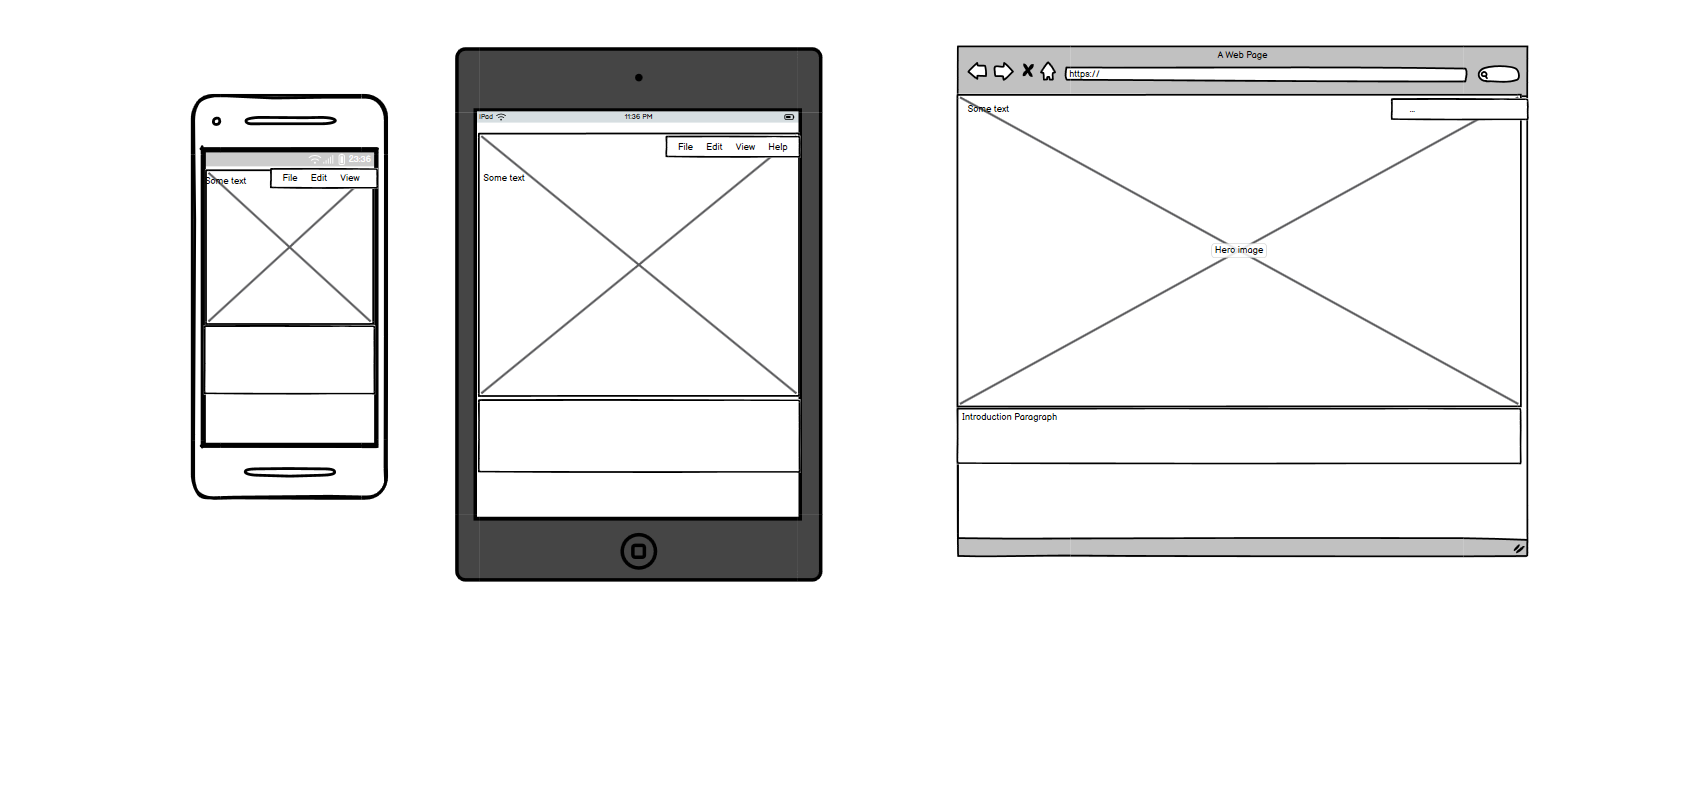 23:36
Some text
File Edit View
iPod 11:36 PM
File Edit View Help
Some text
A Web Page
https://
Some text
...
Hero image
Introduction Paragraph